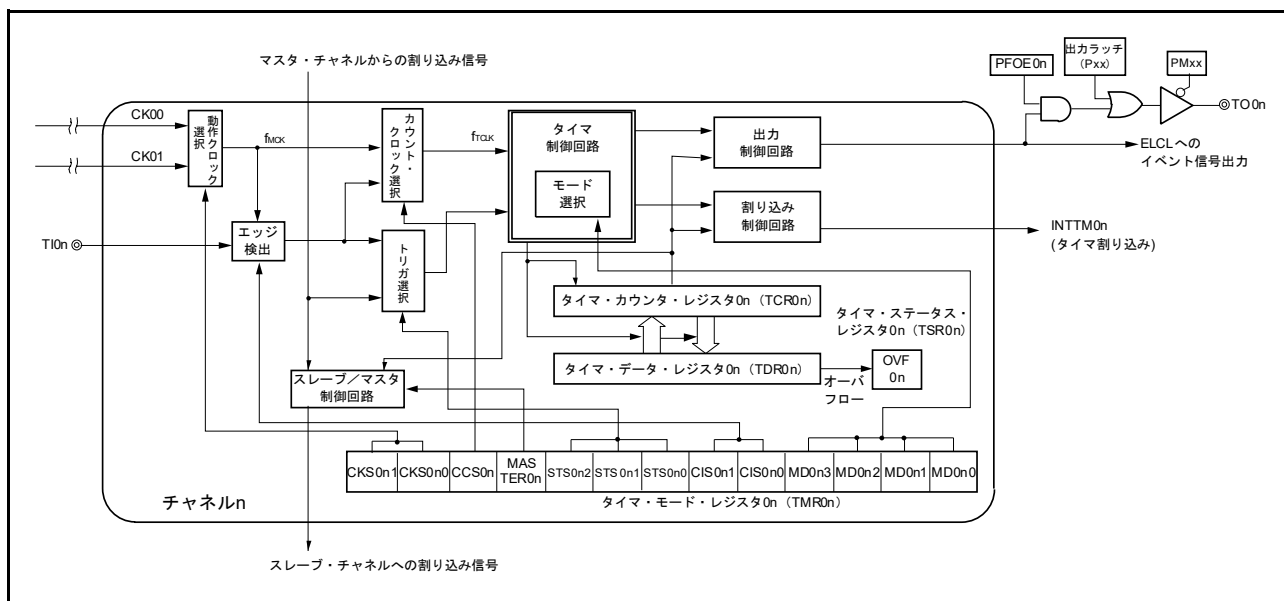 マスタ・チャネルからの割り込み信号
PFOE0n
出力ラッチ
(Pxx)
PMxx
TO0n
CK00
CK01
動作クロック
選択
fMCK
カウント・
クロック選択
fTCLK
タイマ
制御回路
モード
選択
出力
制御回路
ELCLへの
イベント信号出力
割り込み
制御回路
INTTM0n
(タイマ割り込み)
TI0n
エッジ
検出
トリガ選択
タイマ・カウンタ・レジスタ0n（TCR0n）
タイマ・ステータス・
レジスタ0n（TSR0n）
タイマ・データ・レジスタ0n（TDR0n）
オーバ
フロー
OVF
0n
スレーブ／マスタ
制御回路
CKS0n1
CKS0n0
CCS0n
MAS
TER0n
STS0n2
STS0n1
STS0n0
CIS0n1
CIS0n0
MD0n3
MD0n2
MD0n1
MD0n0
チャネルn
タイマ・モード・レジスタ0n（TMR0n）
スレーブ・チャネルへの割り込み信号